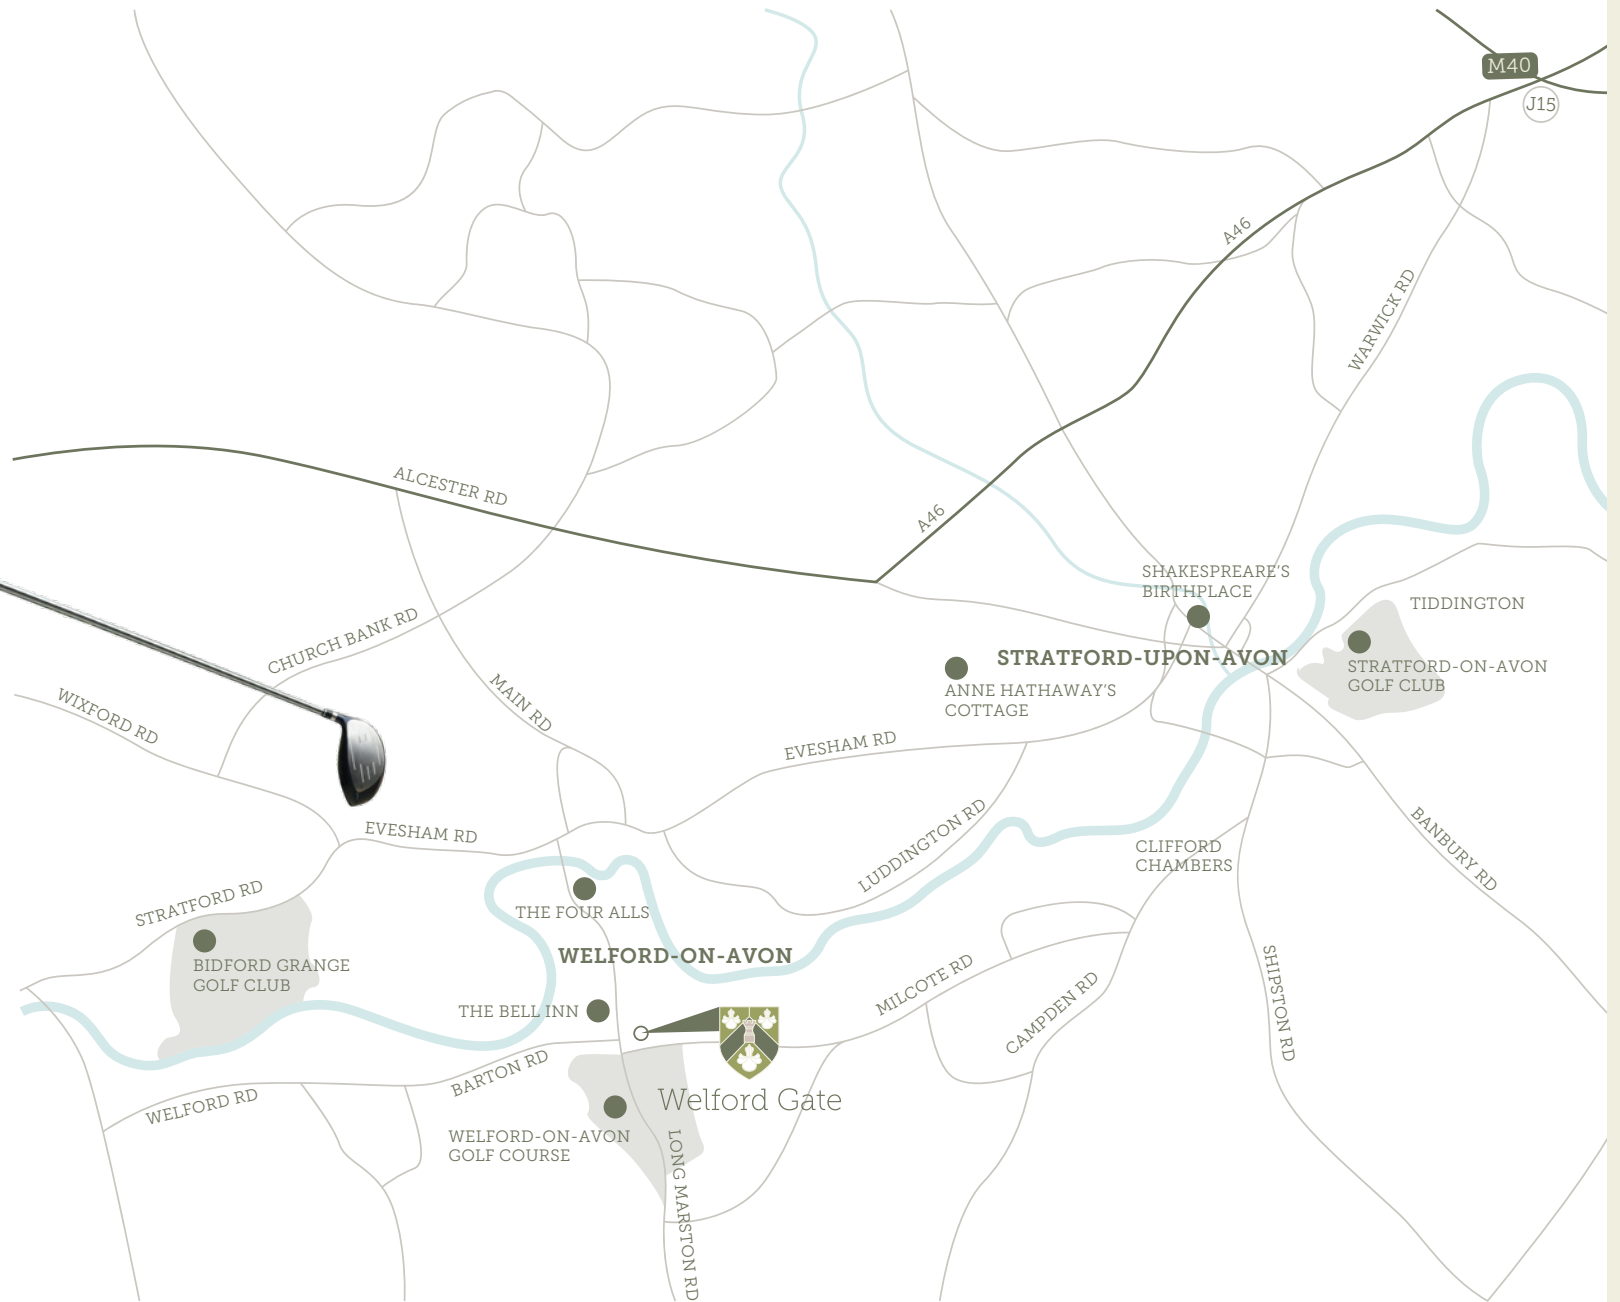 M40
J15
A46
WARWICK RD
ALCESTER RD
A46
SHAKESPREARE'S
BIRTHPLACE
TIDDINGTON
CHURCH BANK RD
STRATFORD-UPON-AVON
STRATFORD-ON-AVON
GOLF CLUB
ANNE HATHAWAY'S
COTTAGE
WIXFORD RD
MAIN RD
EVESHAM RD
EVESHAM RD
LUDDINGTON RD
CLIFFORD
CHAMBERS
BANBURY RD
STRATFORD RD
THE FOUR ALLS
WELFORD-ON-AVON
BIDFORD GRANGE
GOLF CLUB
MILCOTE RD
SHIPSTON RD
THE BELL INN
CAMPDEN RD
BARTON RD
WELFORD RD
Welford Gate
WELFORD-ON-AVON
GOLF COURSE
LONG MARSTON RD